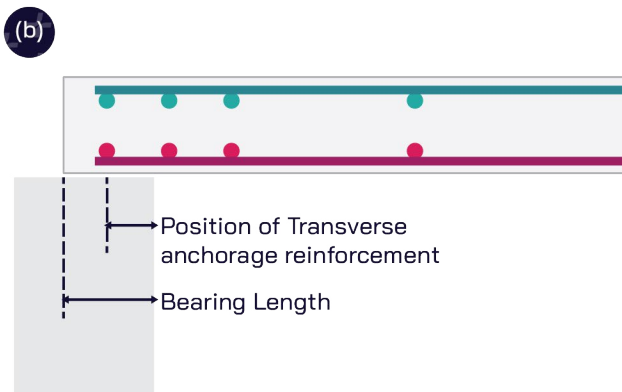 (b)
Position of Transverse
anchorage reinforcement
Bearing Length